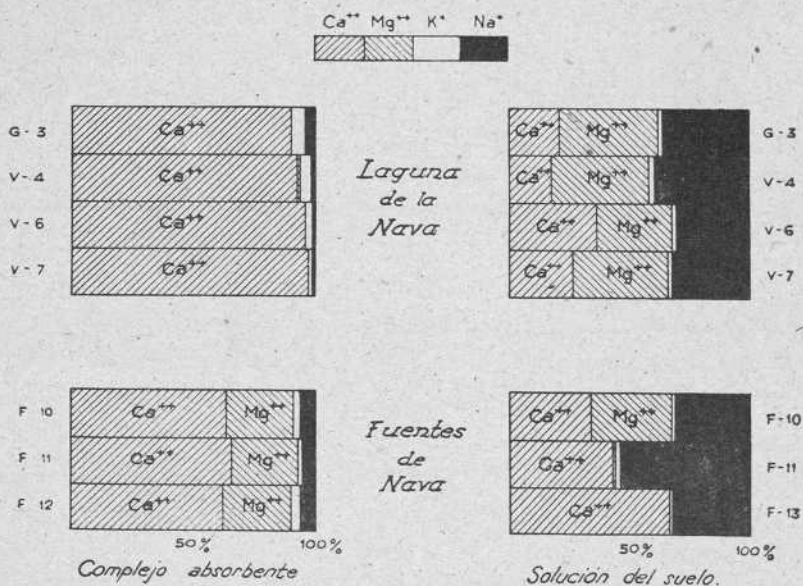 Ca⁺⁺ Mg⁺⁺ K⁺ Na⁺
G-3 Ca⁺⁺ Ca⁺⁺ Mg⁺⁺ G-3
V-4 Ca⁺⁺ Ca⁺⁺ Mg⁺⁺ V-4
V-6 Ca⁺⁺ Ca⁺⁺ Mg⁺⁺ V-6
V-7 Ca⁺⁺ Ca⁺⁺ Mg⁺⁺ V-7
Laguna
de la
Nava
F 10 Ca⁺⁺ Mg⁺⁺ Ca⁺⁺ Mg⁺⁺ F-10
F 11 Ca⁺⁺ Mg⁺⁺ Ca⁺⁺ F-11
F 12 Ca⁺⁺ Mg⁺⁺ Ca⁺⁺ F-13
Fuentes
de
Nava
50% 100% 50% 100%
Complejo absorbente
Solución del suelo.